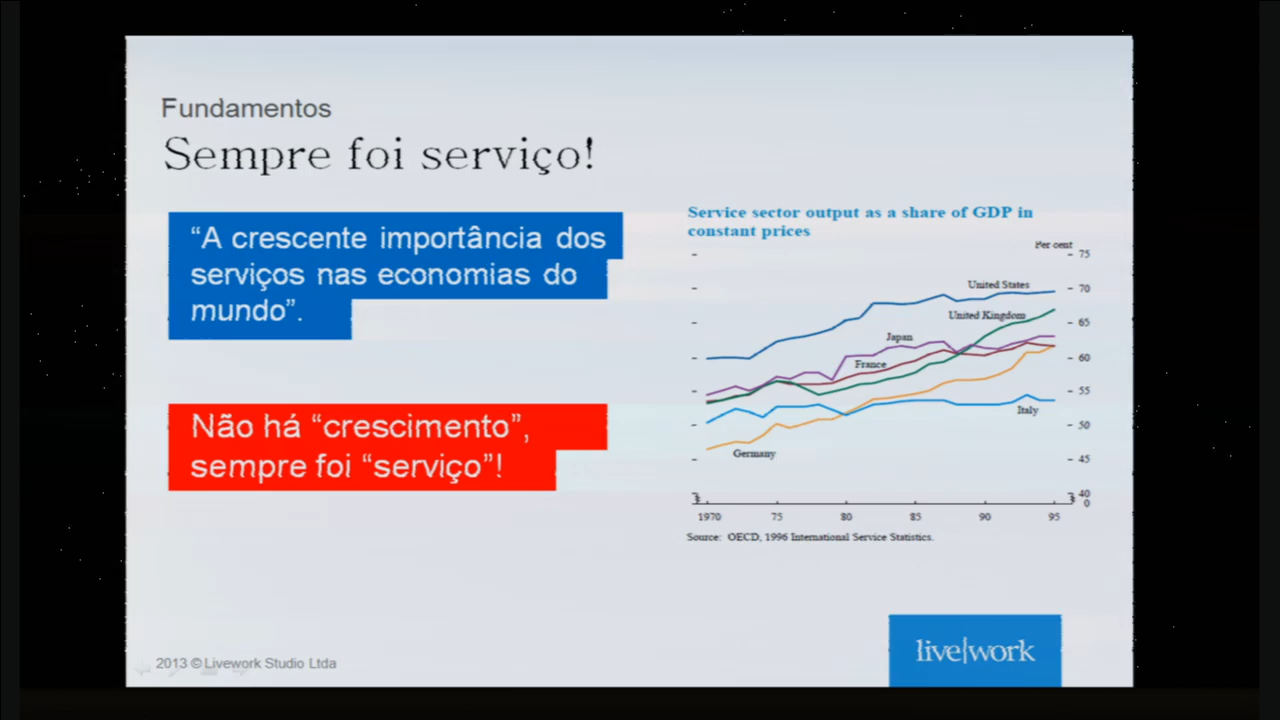 Fundamentos
Sempre foi serviço!
“A crescente importância dos
serviços nas economias do
mundo”.
Não há “crescimento”,
sempre foi “serviço”!
Service sector output as a share of GDP in
constant prices
Per cent
75
70
65
60
55
50
45
40
0
United States
United Kingdom
Japan
France
Italy
Germany
1970 75 80 85 90 95
Source: OECD, 1996 International Service Statistics.
2013 © Livework Studio Ltda
live|work